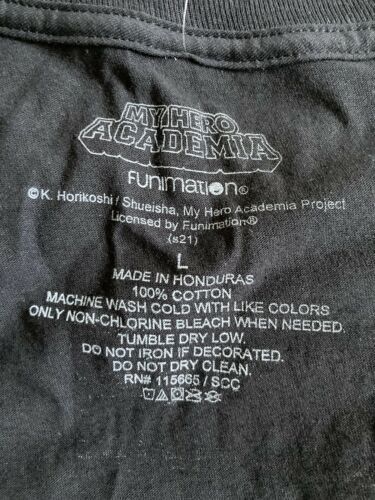 MY HERO
ACADEMIA
FUNIMATION®
©K. Horikoshi / Shueisha, My Hero Academia Project
Licensed by Funimation®
(s21)
L
MADE IN HONDURAS
100% COTTON
MACHINE WASH COLD WITH LIKE COLORS
ONLY NON-CHLORINE BLEACH WHEN NEEDED.
TUMBLE DRY LOW.
DO NOT IRON IF DECORATED.
DO NOT DRY CLEAN.
RN# 115665 / SCC